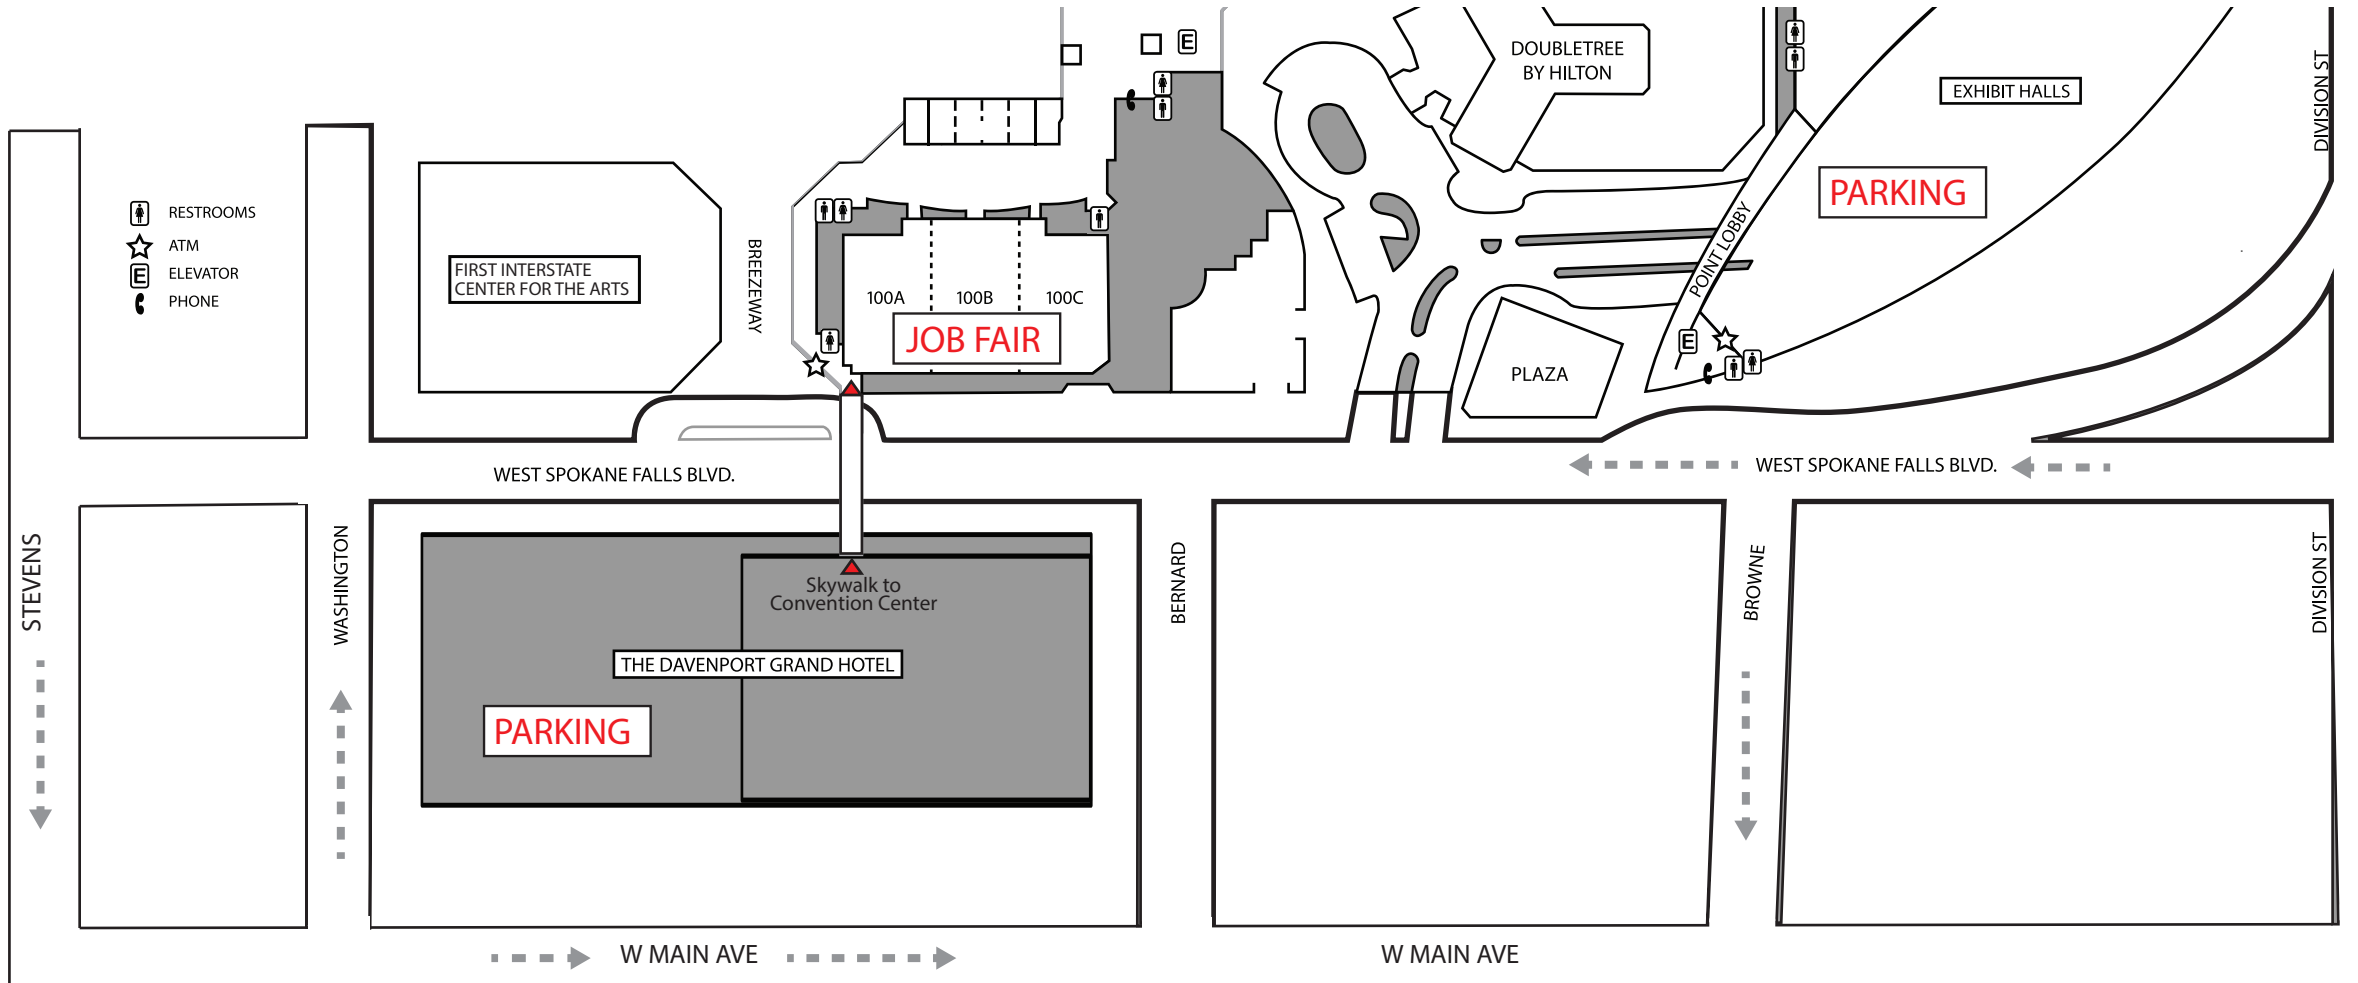 DOUBLETREE
BY HILTON
EXHIBIT HALLS
DIVISION ST
E
RESTROOMS
ATM
E ELEVATOR
PHONE
FIRST INTERSTATE
CENTER FOR THE ARTS
BREEZEWAY
100A
100B
100C
JOB FAIR
PARKING
POINT LOBBY
E
PLAZA
WEST SPOKANE FALLS BLVD.
WEST SPOKANE FALLS BLVD.
STEVENS
WASHINGTON
Skywalk to
Convention Center
THE DAVENPORT GRAND HOTEL
PARKING
BERNARD
BROWNE
DIVISION ST
W MAIN AVE
W MAIN AVE